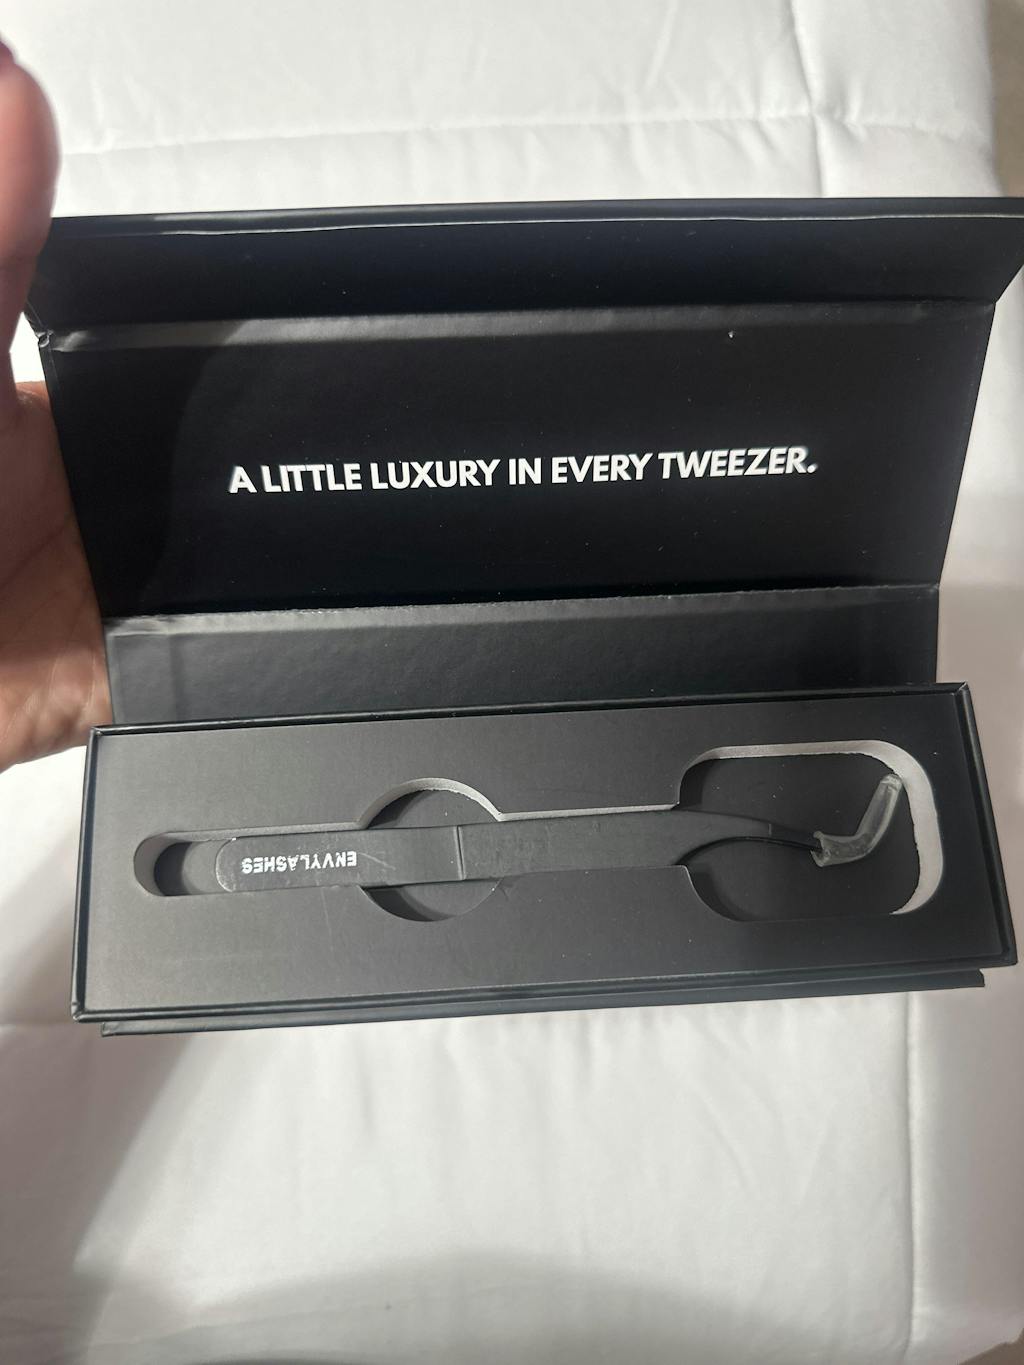 A LITTLE LUXURY IN EVERY TWEEZER.
ENVYLASHES